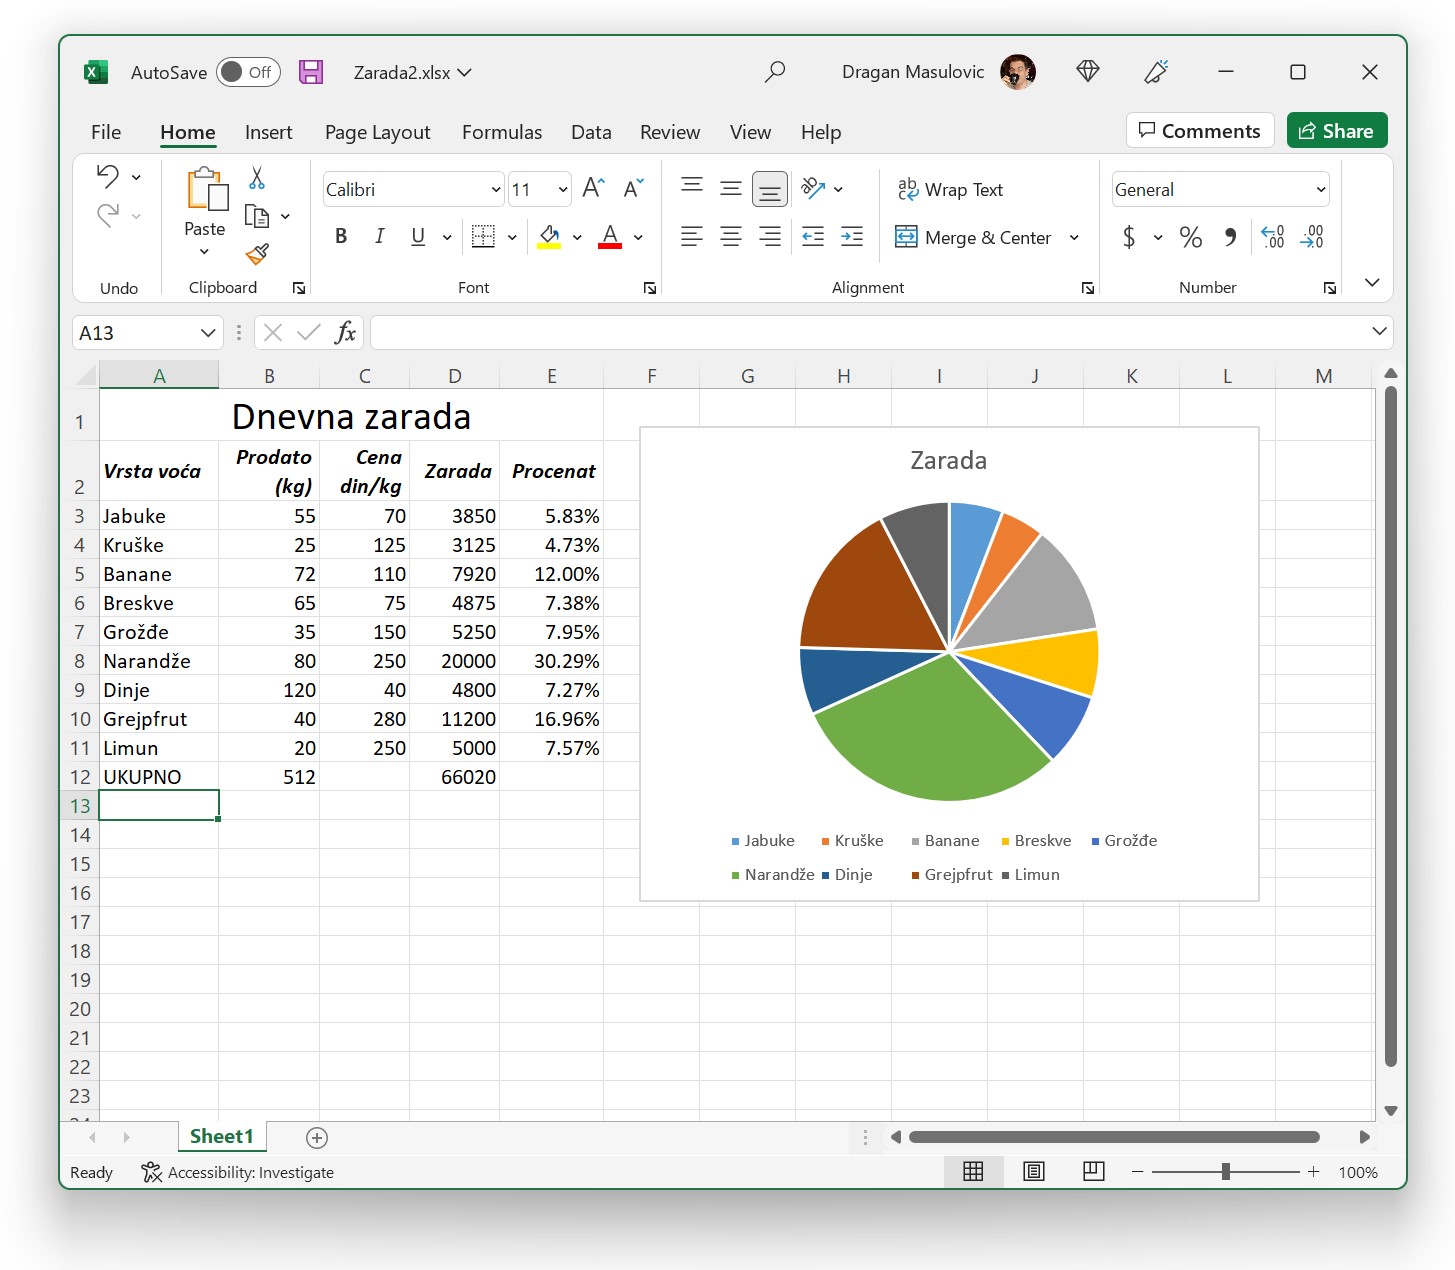 AutoSave Off Zarada2.xlsx Dragan Masulovic
File Home Insert Page Layout Formulas Data Review View Help Comments Share
Calibri 11 ab Wrap Text General
Paste B I U A Merge & Center $ % , .00 .00
Undo Clipboard Font Alignment Number
A13 fx
A B C D E F G H I J K L M
1 Dnevna zarada
2 Vrsta voća Prodato (kg) Cena din/kg Zarada Procenat
3 Jabuke 55 70 3850 5.83%
4 Kruške 25 125 3125 4.73%
5 Banane 72 110 7920 12.00%
6 Breskve 65 75 4875 7.38%
7 Grožđe 35 150 5250 7.95%
8 Narandže 80 250 20000 30.29%
9 Dinje 120 40 4800 7.27%
10 Grejpfrut 40 280 11200 16.96%
11 Limun 20 250 5000 7.57%
12 UKUPNO 512 66020
13
14
15
16
17
18
19
20
21
22
23
Zarada
Jabuke Kruške Banane Breskve Grožđe
Narandže Dinje Grejpfrut Limun
Sheet1
Ready Accessibility: Investigate 100%